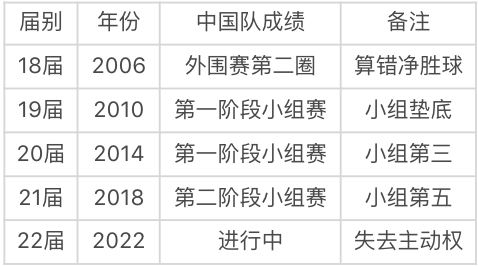 届别 年份 中国队成绩 备注
18届 2006 外围赛第二圈 算错净胜球
19届 2010 第一阶段小组赛 小组垫底
20届 2014 第一阶段小组赛 小组第三
21届 2018 第二阶段小组赛 小组第五
22届 2022 进行中 失去主动权